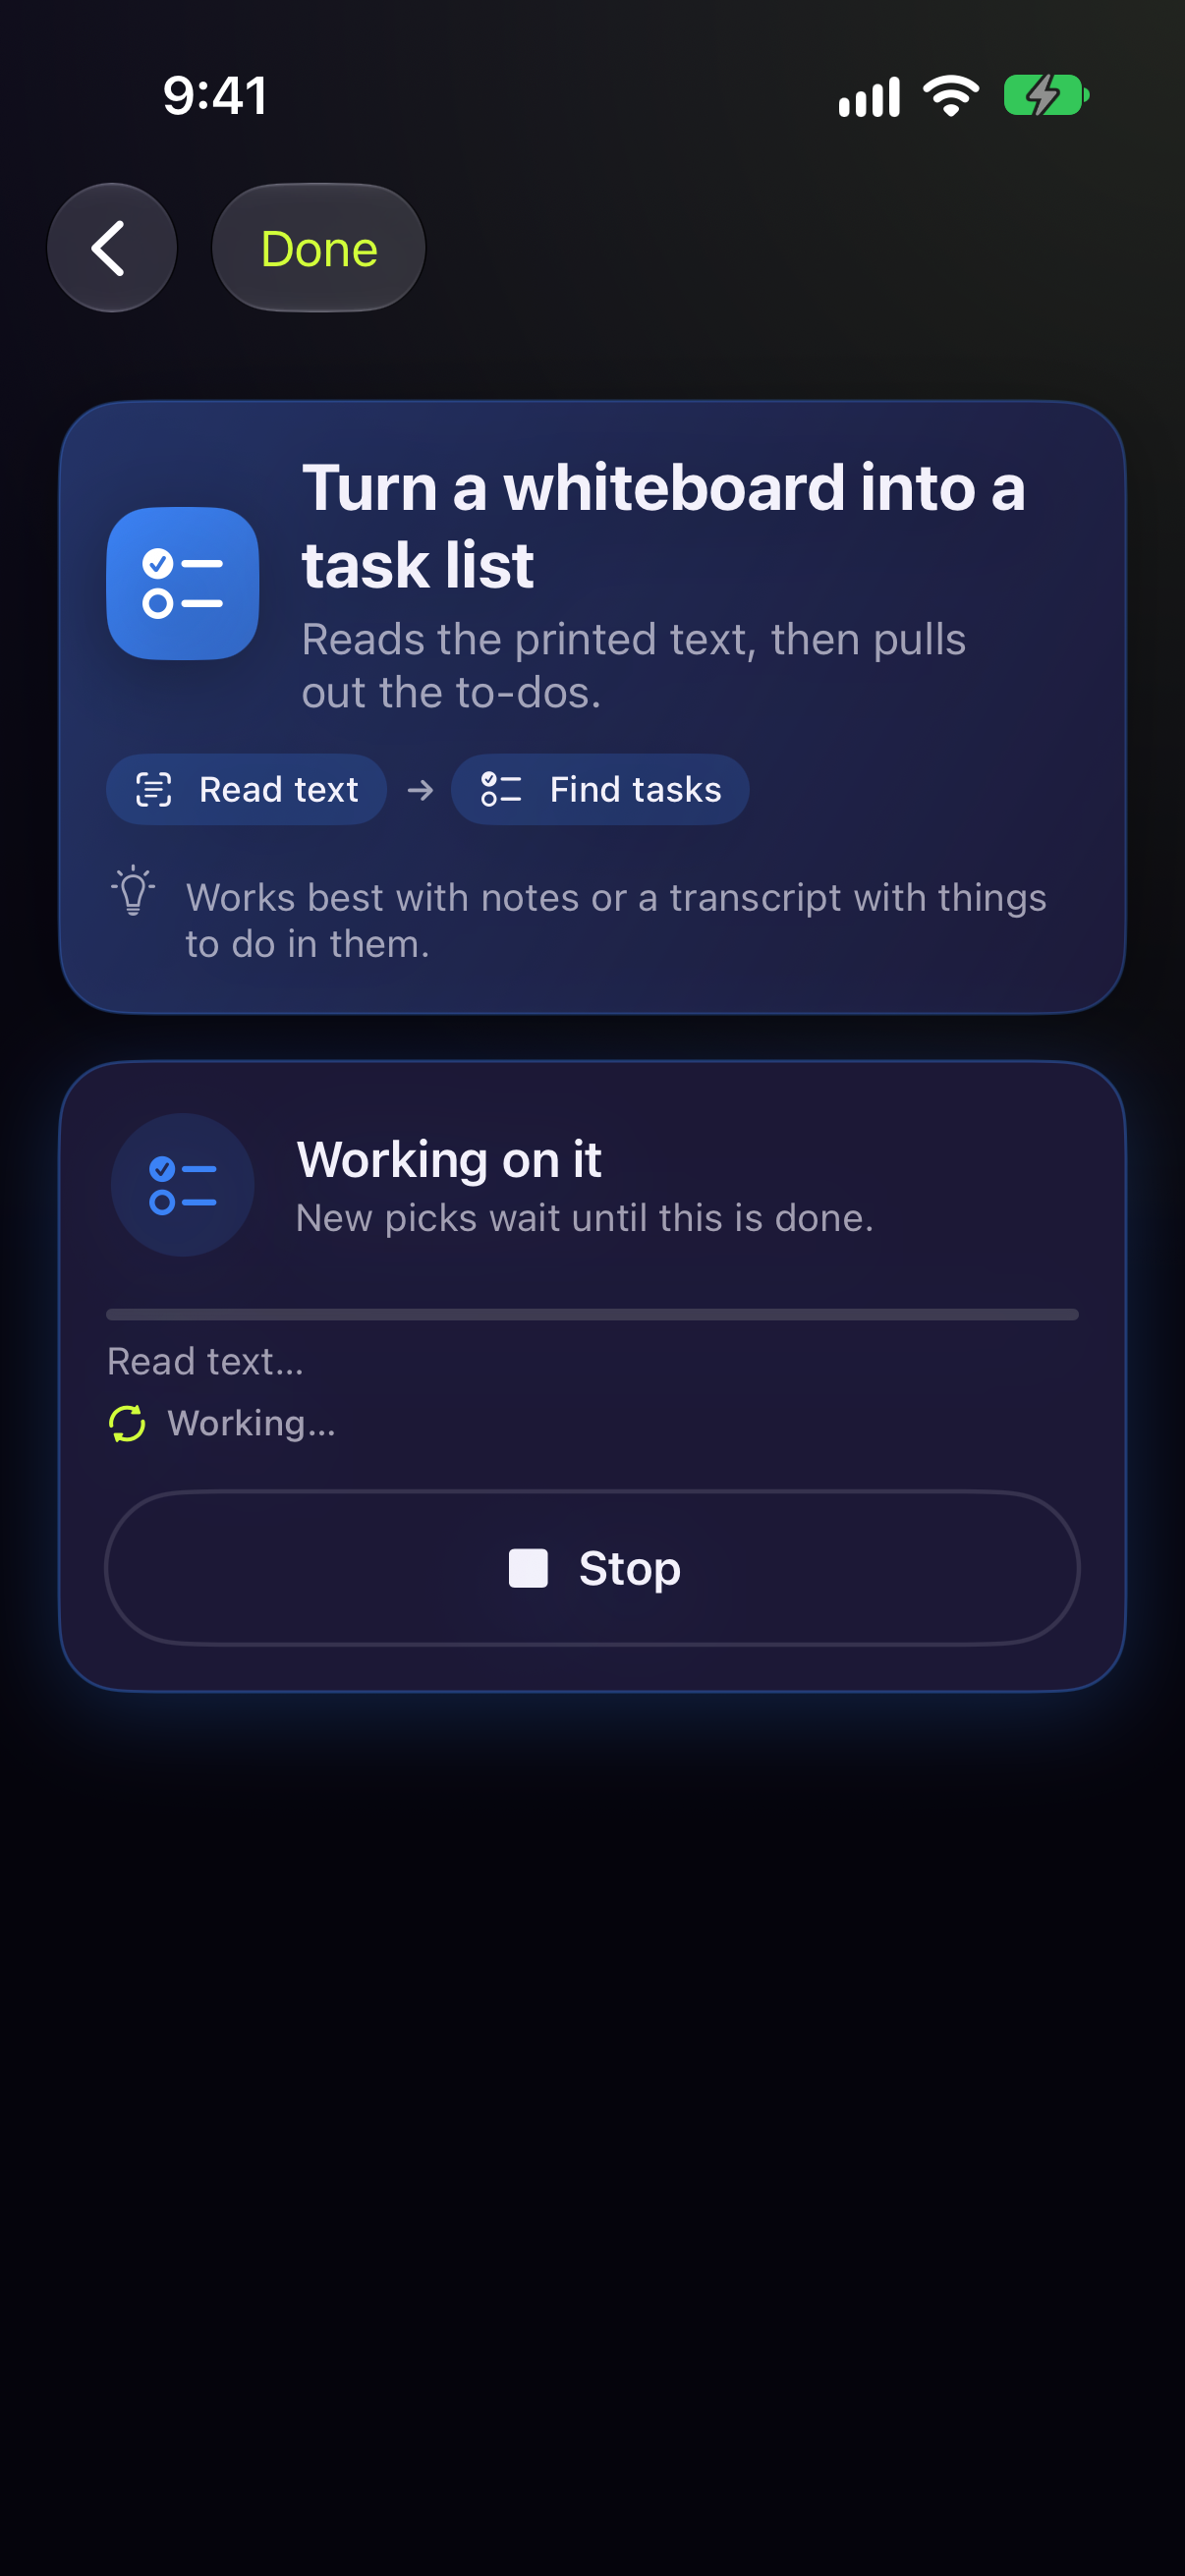 9:41
Done
Turn a whiteboard into a
task list
Reads the printed text, then pulls
out the to-dos.
Read text → Find tasks
Works best with notes or a transcript with things
to do in them.
Working on it
New picks wait until this is done.
Read text...
Working...
Stop